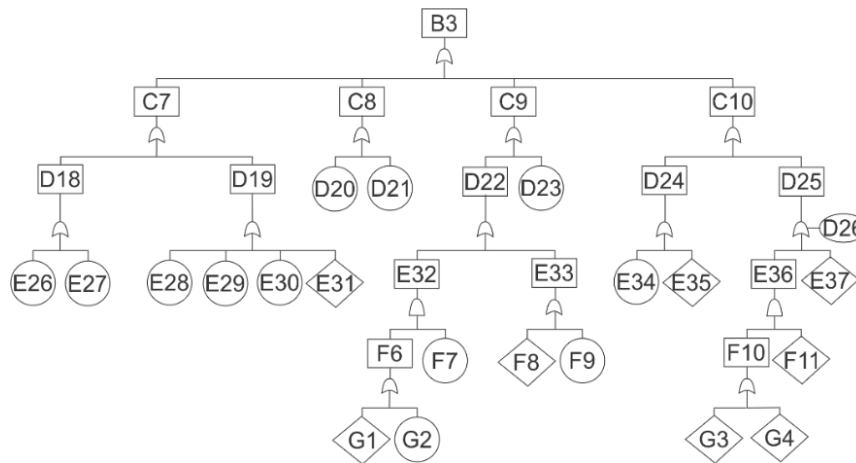 B3
C7 C8 C9 C10
D18 D19 D20 D21 D22 D23 D24 D25
D26
E26 E27 E28 E29 E30 E31 E32 E33 E34 E35 E36 E37
F6 F7 F8 F9 F10 F11
G1 G2 G3 G4